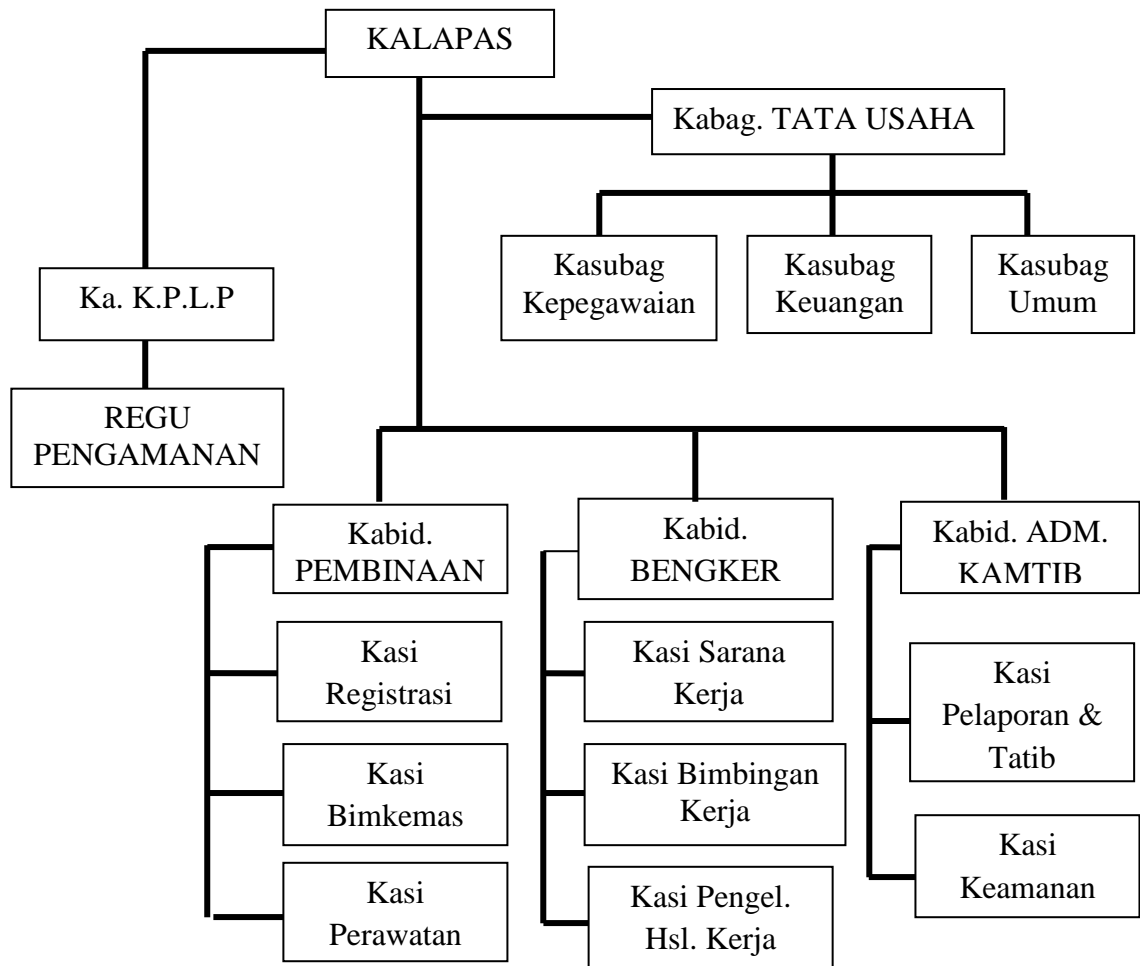 KALAPAS
Kabag. TATA USAHA
Kasubag
Kepegawaian
Kasubag
Keuangan
Kasubag
Umum
Ka. K.P.L.P
REGU
PENGAMANAN
Kabid.
PEMBINAAN
Kasi
Registrasi
Kasi
Bimkemas
Kasi
Perawatan
Kabid.
BENGKER
Kasi Sarana
Kerja
Kasi Bimbingan
Kerja
Kasi Pengel.
Hsl. Kerja
Kabid. ADM.
KAMTIB
Kasi
Pelaporan &
Tatib
Kasi
Keamanan